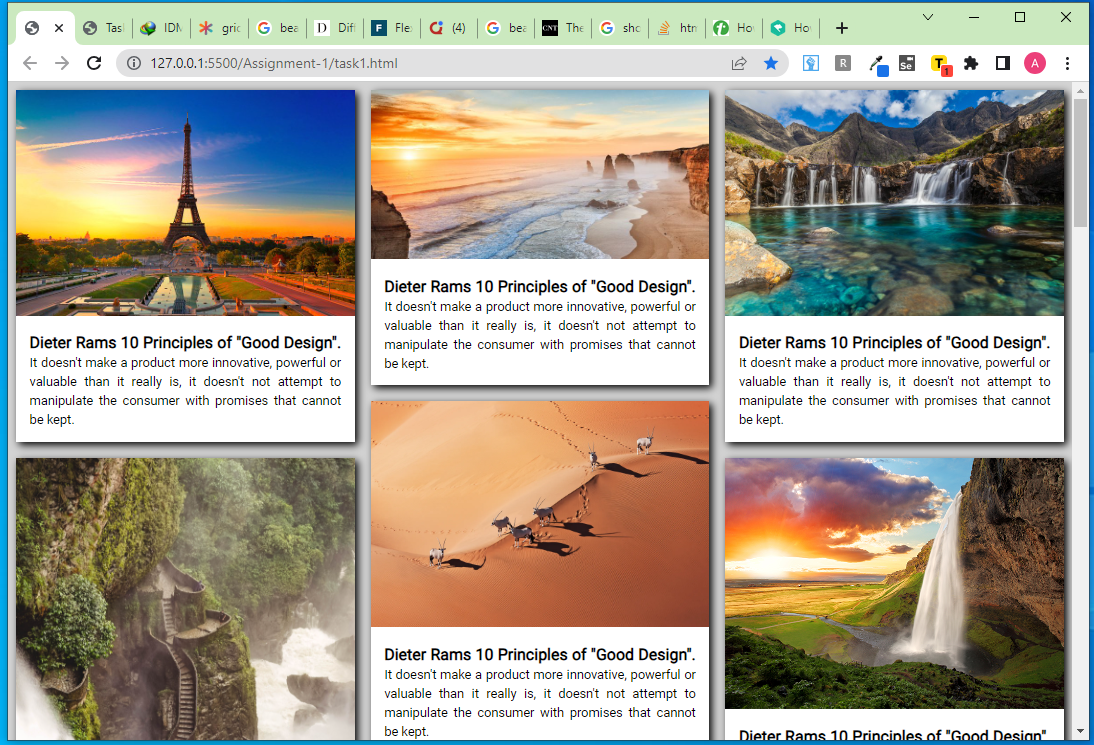 Tas
IDM
gric
bea
Diff
Fle
(4)
bea
CNT
The
sho
htn
Ho
Ho
127.0.0.1:5500/Assignment-1/task1.html
R
Se
T
1
A
Dieter Rams 10 Principles of "Good Design".
It doesn't make a product more innovative, powerful or
valuable than it really is, it doesn't not attempt to
manipulate the consumer with promises that cannot
be kept.
Dieter Rams 10 Principles of "Good Design".
It doesn't make a product more innovative, powerful or
valuable than it really is, it doesn't not attempt to
manipulate the consumer with promises that cannot
be kept.
Dieter Rams 10 Principles of "Good Design".
It doesn't make a product more innovative, powerful or
valuable than it really is, it doesn't not attempt to
manipulate the consumer with promises that cannot
be kept.
Dieter Rams 10 Principles of "Good Design".
It doesn't make a product more innovative, powerful or
valuable than it really is, it doesn't not attempt to
manipulate the consumer with promises that cannot
be kept.
Dieter Rams 10 Principles of "Good Design".